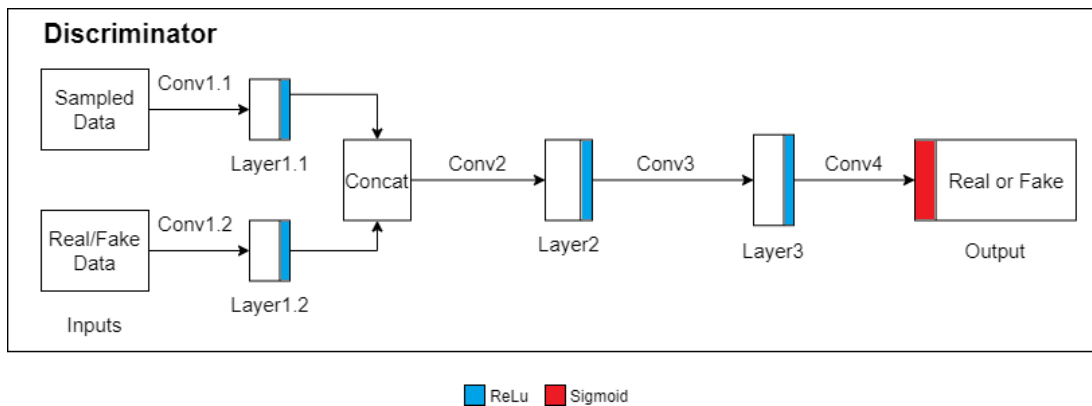 Discriminator
Sampled
Data
Conv1.1
Layer1.1
Real/Fake
Data
Conv1.2
Layer1.2
Inputs
Concat
Conv2
Layer2
Conv3
Layer3
Conv4
Real or Fake
Output
ReLu
Sigmoid